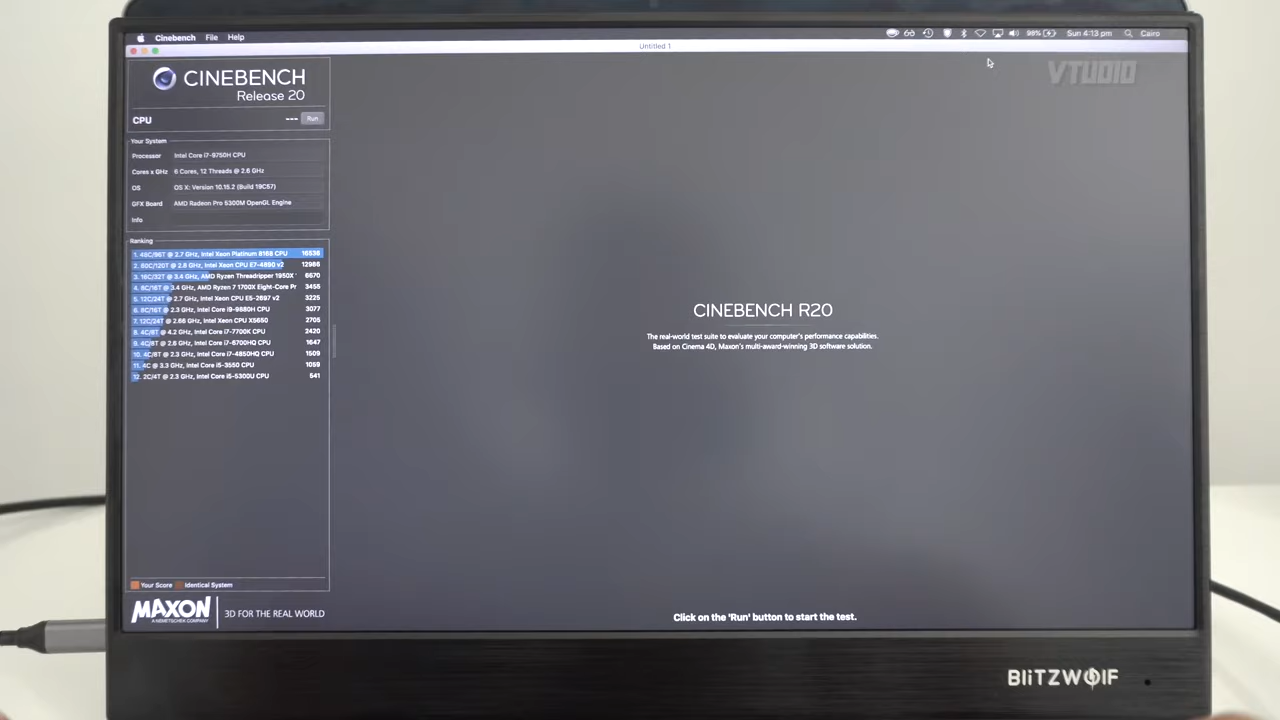 Cinebench File Help
98% Sun 4:13 pm Cairo
Untitled 1
VTUDIO
CINEBENCH
Release 20
CPU --- Run
Your System
Processor Intel Core i7-9750H CPU
Cores x GHz 6 Cores, 12 Threads @ 2.6 GHz
OS OS X: Version 10.15.2 (Build 19C57)
GFX Board AMD Radeon Pro 5300M OpenGL Engine
Info
Ranking
1. 48C/96T @ 2.7 GHz, Intel Xeon Platinum 8168 CPU 16536
2. 60C/120T @ 2.8 GHz, Intel Xeon CPU E7-4890 v2 12986
3. 16C/32T @ 3.4 GHz, AMD Ryzen Threadripper 1950X 6670
4. 8C/16T @ 3.4 GHz, AMD Ryzen 7 1700X Eight-Core Pr 3455
5. 12C/24T @ 2.7 GHz, Intel Xeon CPU E5-2697 v2 3225
6. 8C/16T @ 2.3 GHz, Intel Core i9-9880H CPU 3077
7. 12C/24T @ 2.66 GHz, Intel Xeon CPU X5650 2705
8. 4C/8T @ 4.2 GHz, Intel Core i7-7700K CPU 2420
9. 4C/8T @ 2.6 GHz, Intel Core i7-6700HQ CPU 1647
10. 4C/8T @ 2.3 GHz, Intel Core i7-4850HQ CPU 1509
11. 4C @ 3.3 GHz, Intel Core i5-3550 CPU 1059
12. 2C/4T @ 2.3 GHz, Intel Core i5-5300U CPU 541
CINEBENCH R20
The real-world test suite to evaluate your computer's performance capabilities.
Based on Cinema 4D, Maxon's multi-award-winning 3D software solution.
Your Score Identical System
MAXON
A NEMETSCHEK COMPANY
3D FOR THE REAL WORLD
Click on the 'Run' button to start the test.
BLiTZWOLF